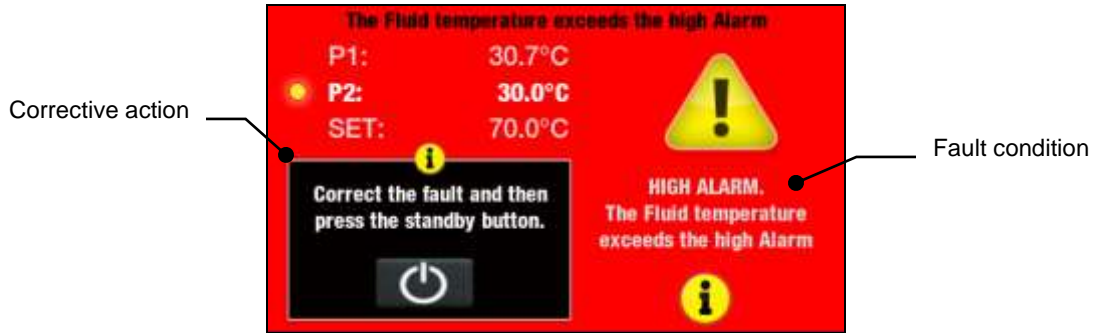 The Fluid temperature exceeds the high Alarm
P1: 30.7°C
P2: 30.0°C
SET: 70.0°C
Corrective action
Fault condition
Correct the fault and then
press the standby button.
HIGH ALARM.
The Fluid temperature
exceeds the high Alarm